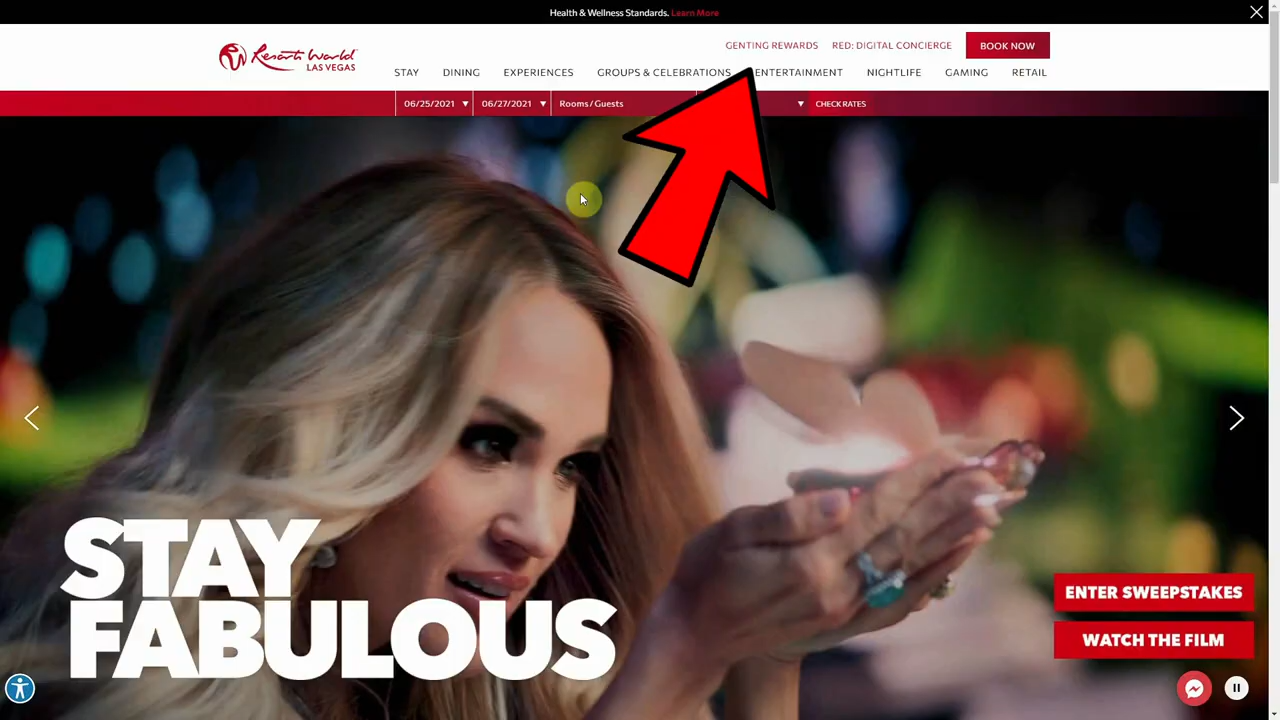 Health & Wellness Standards. Learn More
GENTING REWARDS RED: DIGITAL CONCIERGE BOOK NOW
Resorts World
LAS VEGAS
STAY DINING EXPERIENCES GROUPS & CELEBRATIONS ENTERTAINMENT NIGHTLIFE GAMING RETAIL
06/25/2021 ▼ 06/27/2021 ▼ Rooms/Guests ▼ CHECK RATES
STAY
FABULOUS
ENTER SWEEPSTAKES
WATCH THE FILM